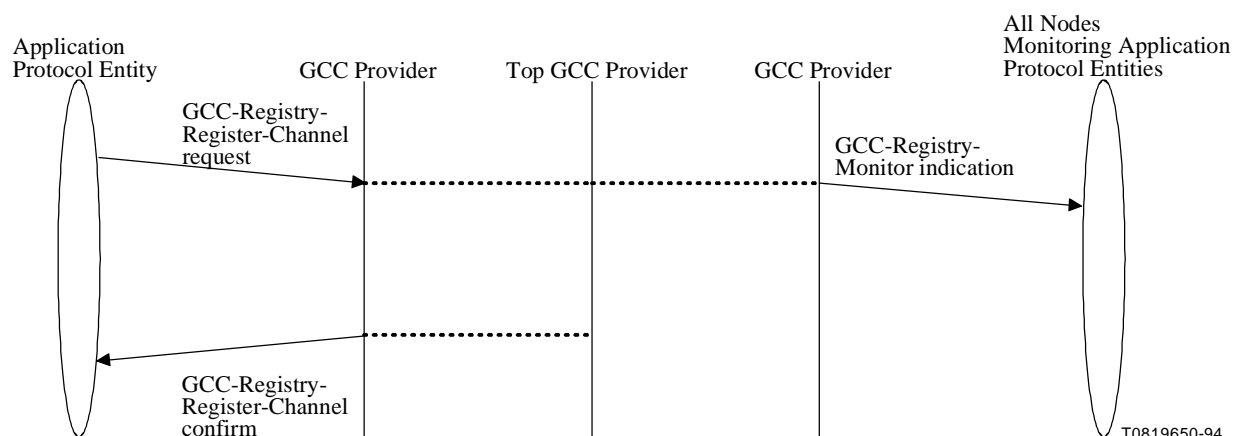 Application
Protocol Entity
GCC Provider
Top GCC Provider
GCC Provider
All Nodes
Monitoring Application
Protocol Entities
GCC-Registry-
Register-Channel
request
GCC-Registry-
Monitor indication
GCC-Registry-
Register-Channel
confirm
T0819650-94